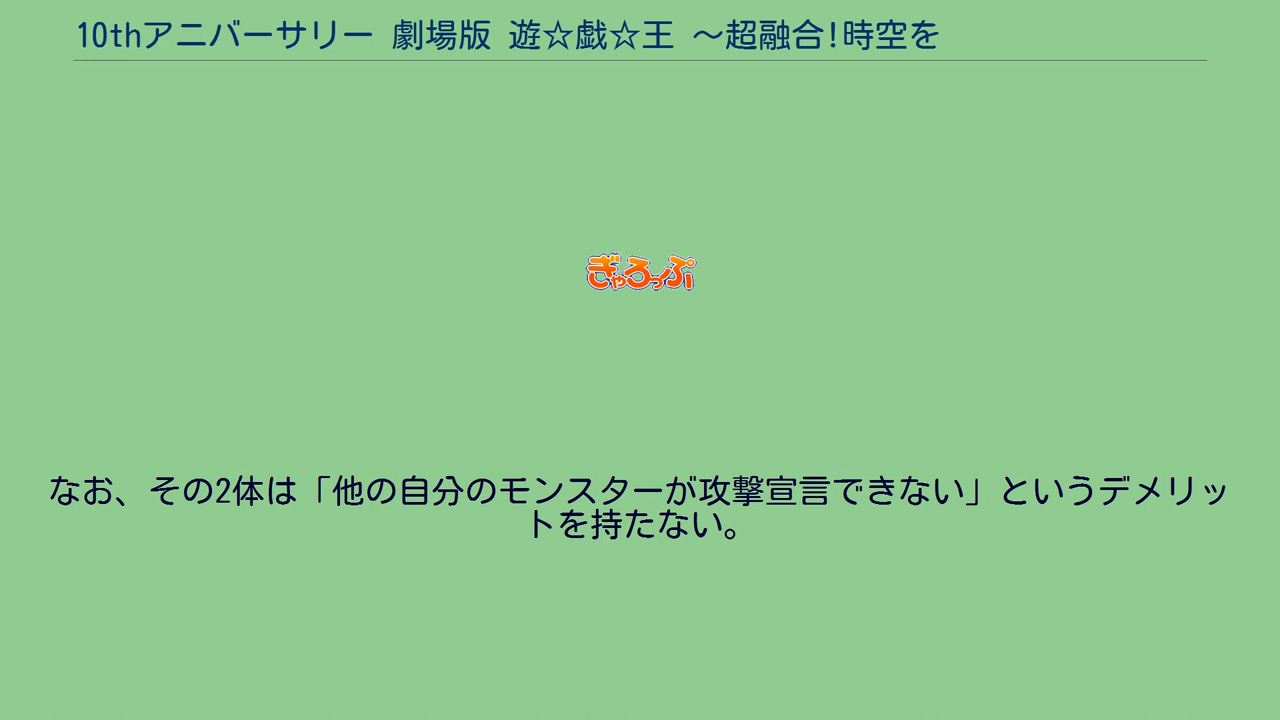 10thアニバーサリー 劇場版 遊☆戯☆王 ～超融合!時空を
ぎゃろっぷ
なお、その2体は「他の自分のモンスターが攻撃宣言できない」というデメリッ
トを持たない。